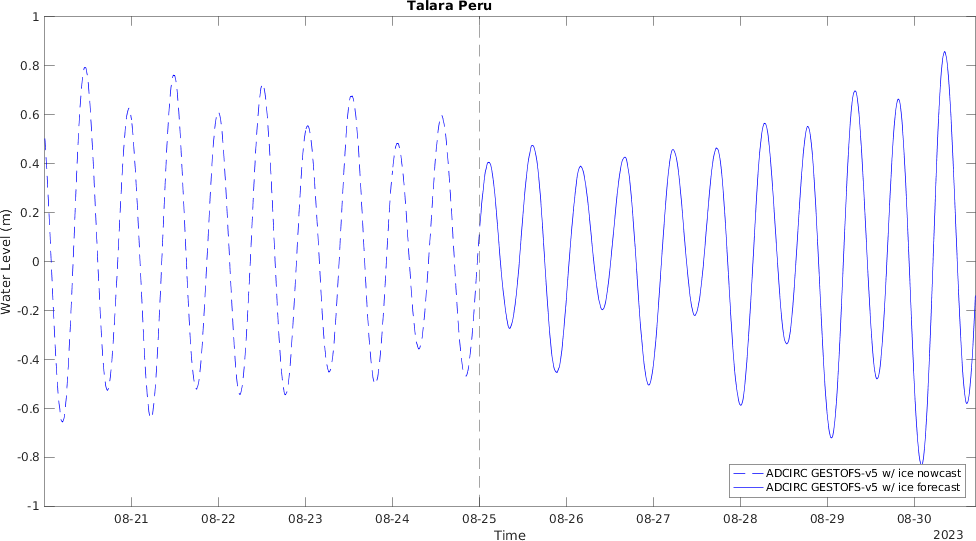 Talara Peru
1
0.8
0.6
0.4
0.2
0
-0.2
-0.4
-0.6
-0.8
-1
Water Level (m)
ADCIRC GESTOFS-v5 w/ ice nowcast
ADCIRC GESTOFS-v5 w/ ice forecast
08-21 08-22 08-23 08-24 08-25 08-26 08-27 08-28 08-29 08-30
Time
2023